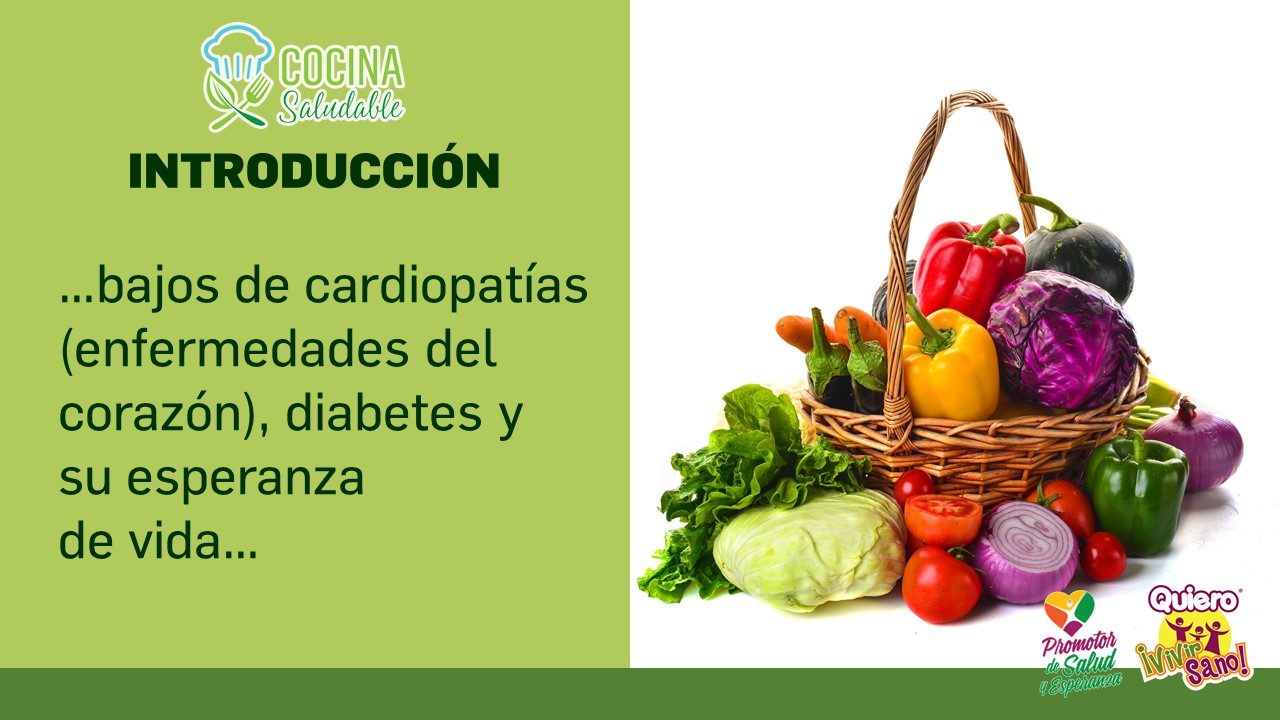 COCINA
Saludable
INTRODUCCIÓN
...bajos de cardiopatías
(enfermedades del
corazón), diabetes y
su esperanza
de vida...
Promotor
de Salud
y Esperanza
Quiero
¡Vivir
Sano!